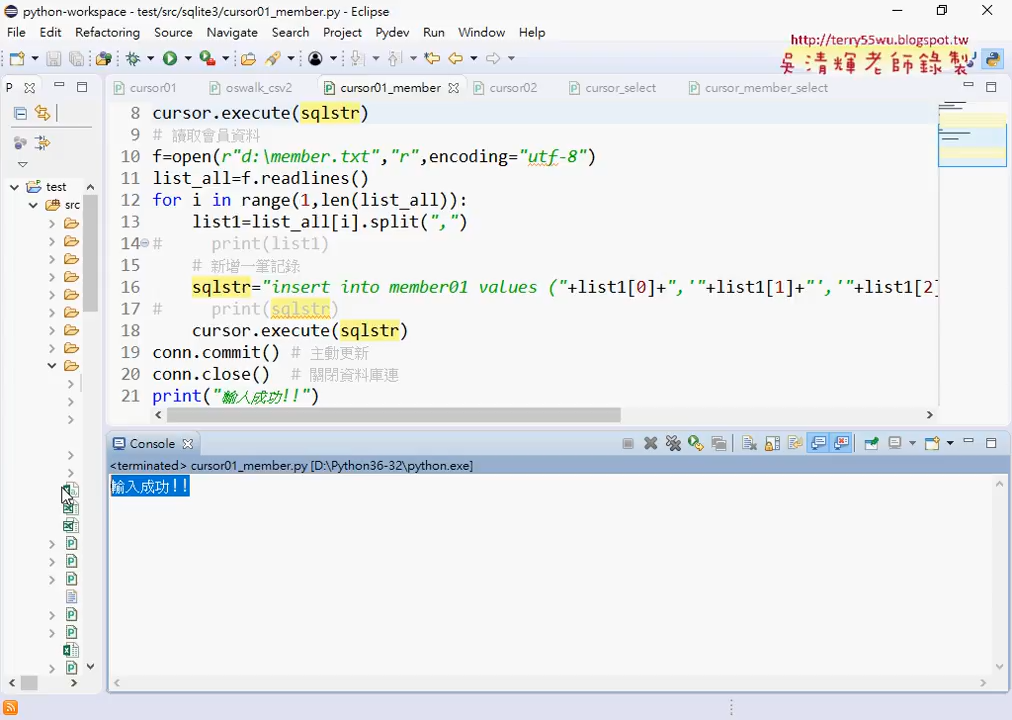 python-workspace - test/src/sqlite3/cursor01_member.py - Eclipse
File Edit Refactoring Source Navigate Search Project Pydev Run Window Help
http://terry55wu.blogspot.tw
吳清輝老師錄製
P
cursor01 oswalk_csv2 cursor01_member cursor02 cursor_select cursor_member_select
test
src
8 cursor.execute(sqlstr)
9 # 讀取會員資料
10 f=open(r"d:\member.txt","r",encoding="utf-8")
11 list_all=f.readlines()
12 for i in range(1,len(list_all)):
13 list1=list_all[i].split(",")
14 # print(list1)
15 # 新增一筆記錄
16 sqlstr="insert into member01 values ("+list1[0]+",'"+list1[1]+"','"+list1[2]
17 # print(sqlstr)
18 cursor.execute(sqlstr)
19 conn.commit() # 主動更新
20 conn.close() # 關閉資料庫連
21 print("輸入成功!!")
Console
<terminated> cursor01_member.py [D:\Python36-32\python.exe]
輸入成功!!